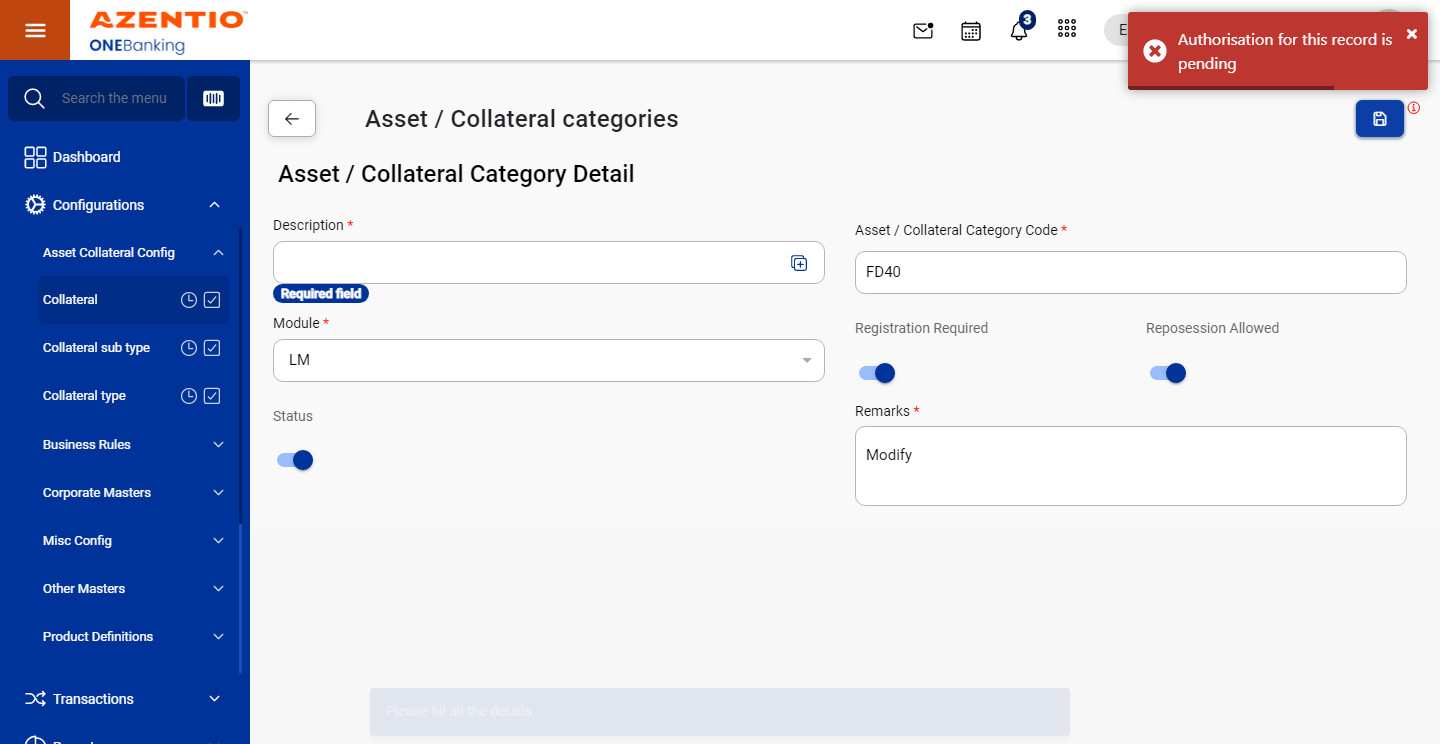 AZENTIO™
ONEBanking
3
E
Authorisation for this record is
pending
Search the menu
Dashboard
Configurations
Asset Collateral Config
Collateral
Collateral sub type
Collateral type
Business Rules
Corporate Masters
Misc Config
Other Masters
Product Definitions
Transactions
Asset / Collateral categories
Asset / Collateral Category Detail
Description *
Required field
Asset / Collateral Category Code *
FD40
Module *
LM
Registration Required
Reposession Allowed
Status
Remarks *
Modify
Please fill all the details